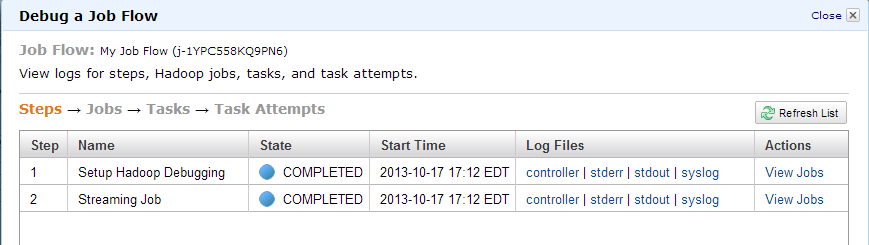 Debug a Job Flow Close
Job Flow: My Job Flow (j-1YPC558KQ9PN6)
View logs for steps, Hadoop jobs, tasks, and task attempts.
Steps → Jobs → Tasks → Task Attempts Refresh List
Step Name State Start Time Log Files Actions
1 Setup Hadoop Debugging COMPLETED 2013-10-17 17:12 EDT controller | stderr | stdout | syslog View Jobs
2 Streaming Job COMPLETED 2013-10-17 17:12 EDT controller | stderr | stdout | syslog View Jobs